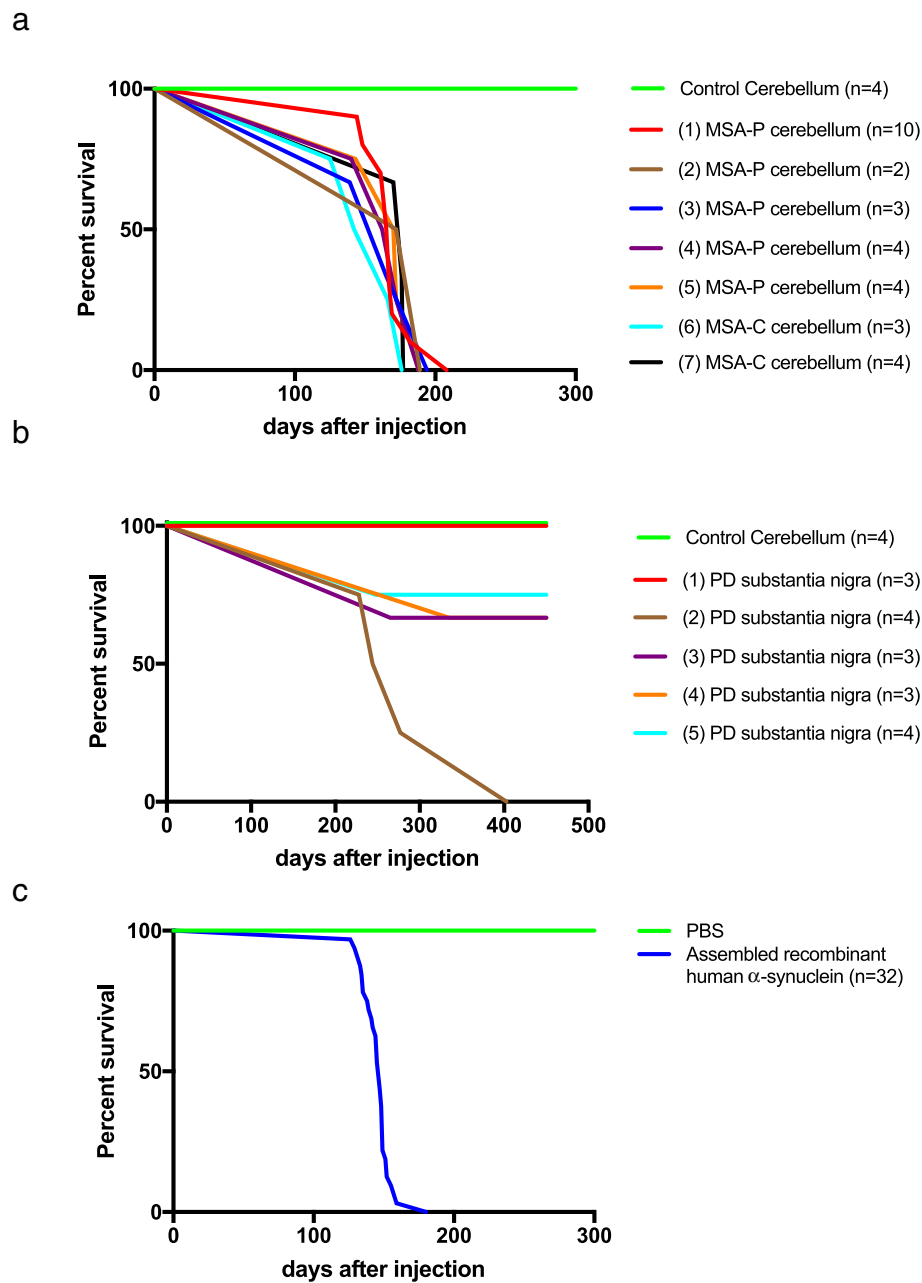 a
100
50
0
Percent survival
0
100
200
300
days after injection
Control Cerebellum (n=4)
(1) MSA-P cerebellum (n=10)
(2) MSA-P cerebellum (n=2)
(3) MSA-P cerebellum (n=3)
(4) MSA-P cerebellum (n=4)
(5) MSA-P cerebellum (n=4)
(6) MSA-C cerebellum (n=3)
(7) MSA-C cerebellum (n=4)
b
100
50
0
Percent survival
0
100
200
300
400
500
days after injection
Control Cerebellum (n=4)
(1) PD substantia nigra (n=3)
(2) PD substantia nigra (n=4)
(3) PD substantia nigra (n=3)
(4) PD substantia nigra (n=3)
(5) PD substantia nigra (n=4)
c
100
50
0
Percent survival
0
100
200
300
days after injection
PBS
Assembled recombinant
human α-synuclein (n=32)